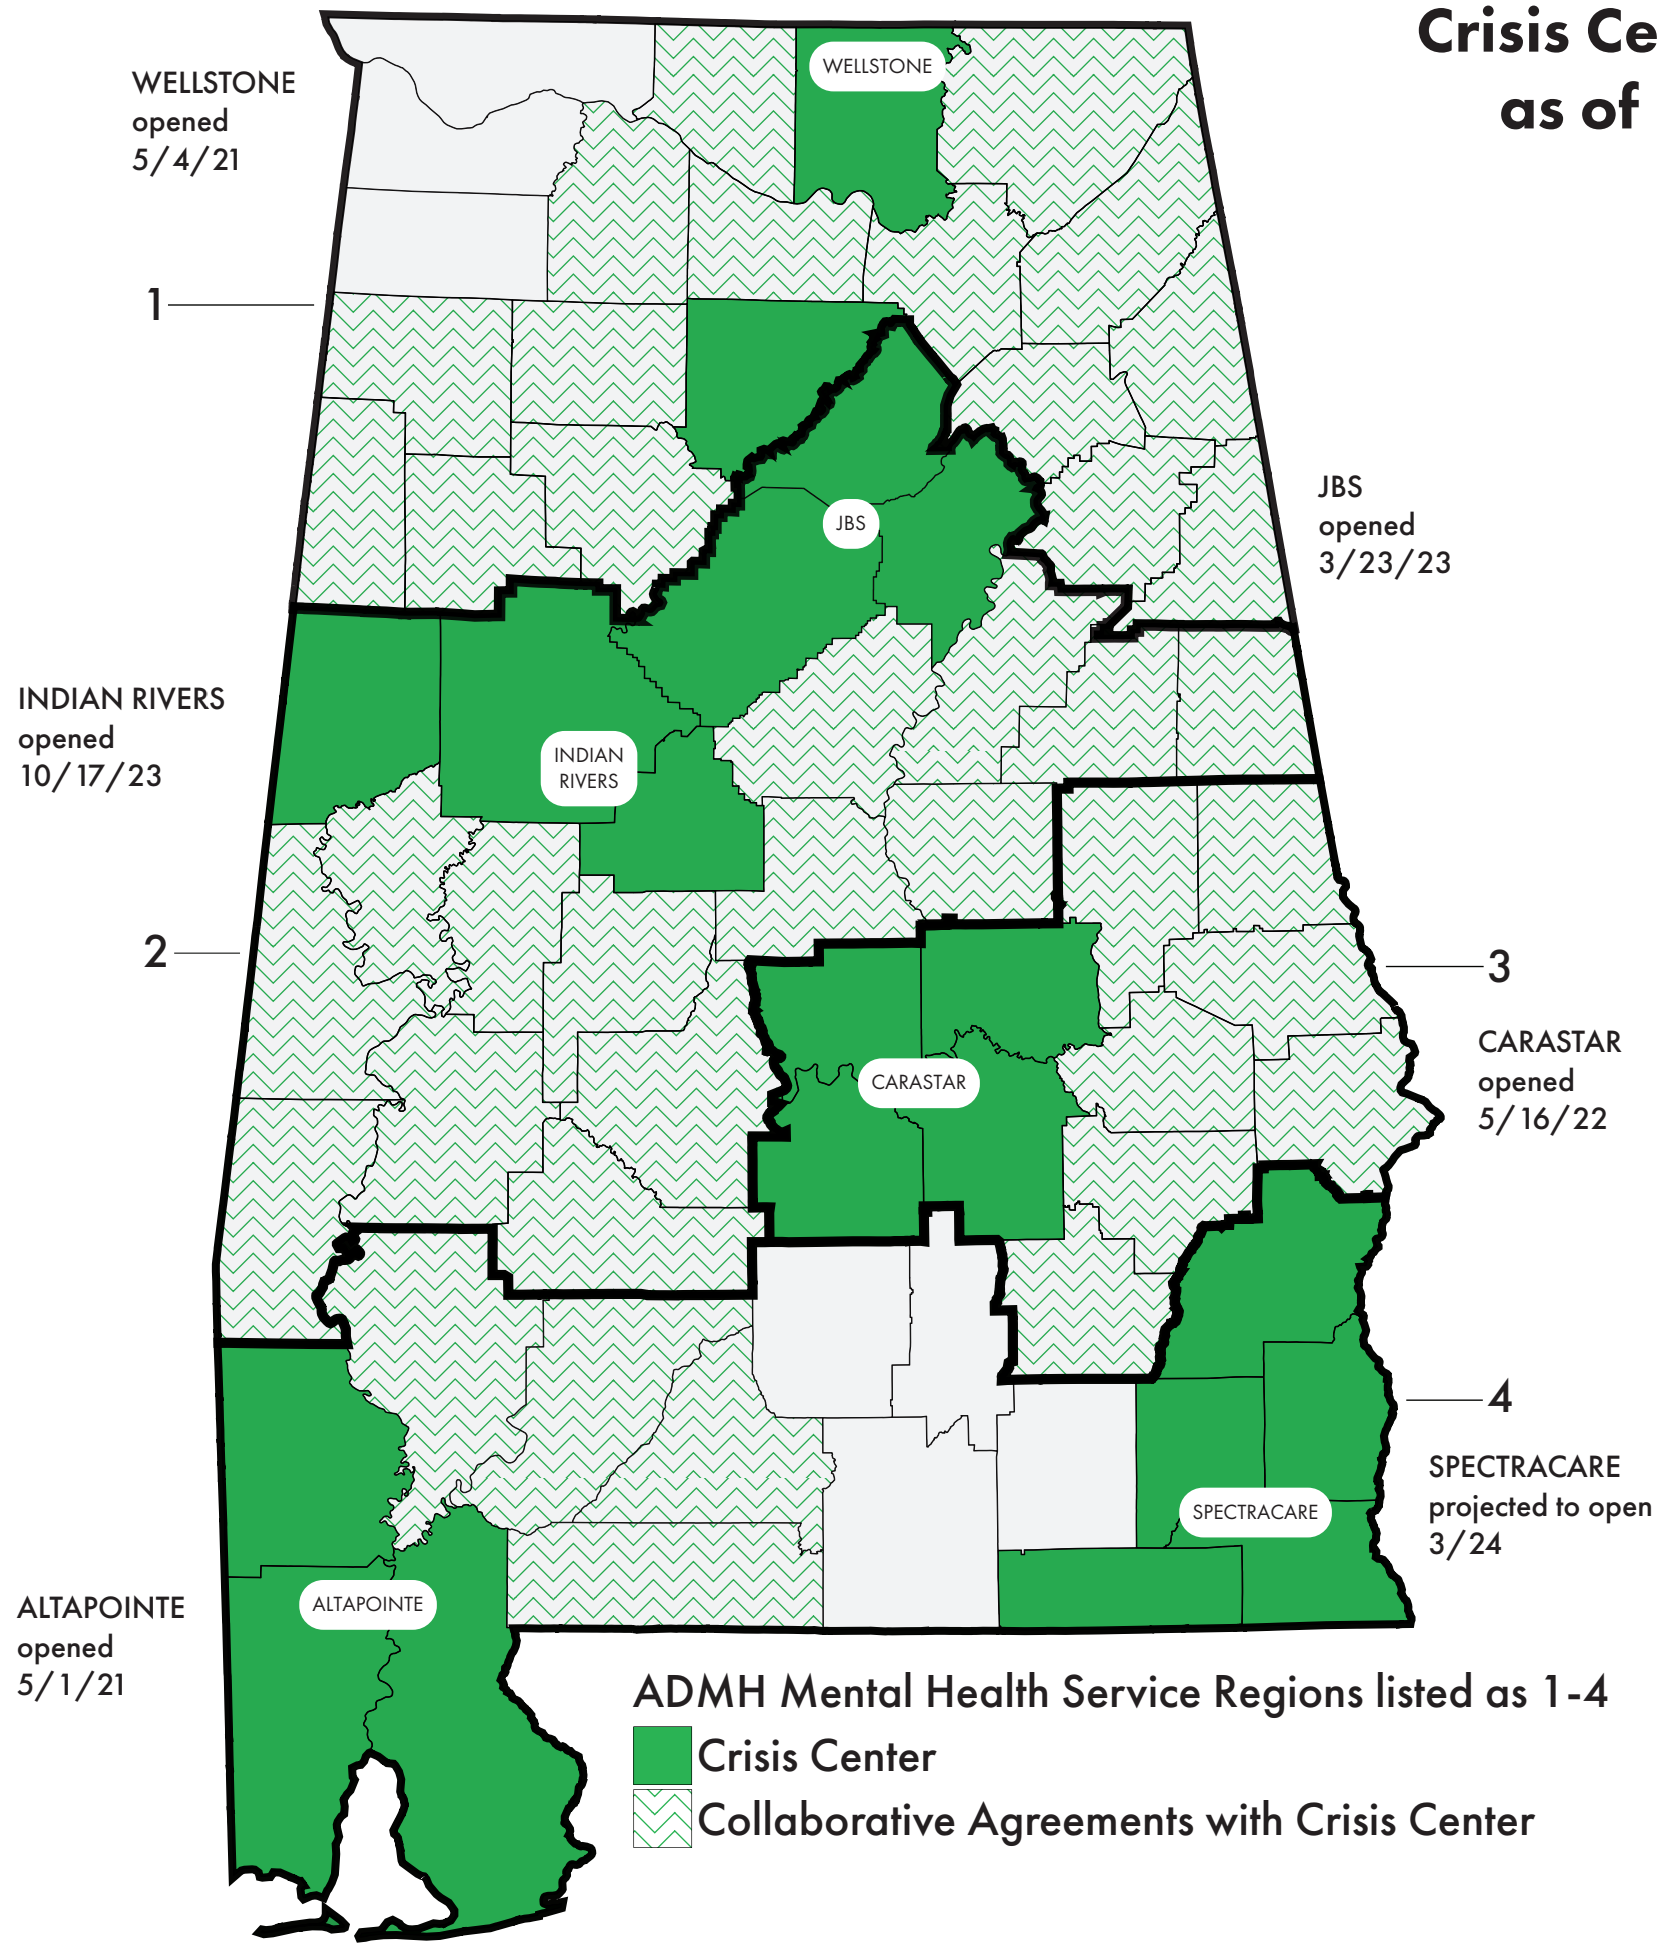 Crisis Ce
as of
WELLSTONE
opened
5/4/21
WELLSTONE
1
JBS
JBS
opened
3/23/23
INDIAN RIVERS
opened
10/17/23
INDIAN
RIVERS
2
3
CARASTAR
opened
5/16/22
CARASTAR
4
SPECTRACARE
projected to open
3/24
SPECTRACARE
ALTAPOINTE
opened
5/1/21
ALTAPOINTE
ADMH Mental Health Service Regions listed as 1-4
Crisis Center
Collaborative Agreements with Crisis Center